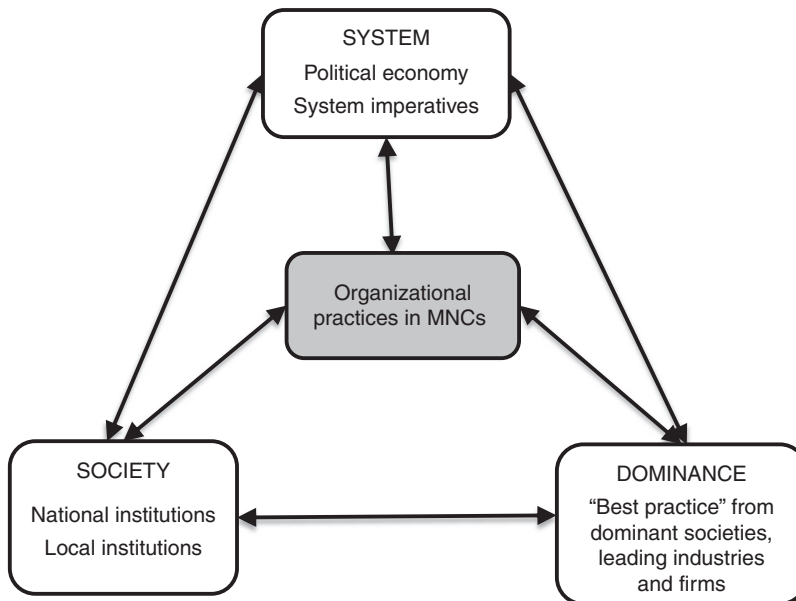 SYSTEM
Political economy
System imperatives
Organizational
practices in MNCs
SOCIETY
National institutions
Local institutions
DOMINANCE
“Best practice” from
dominant societies,
leading industries
and firms